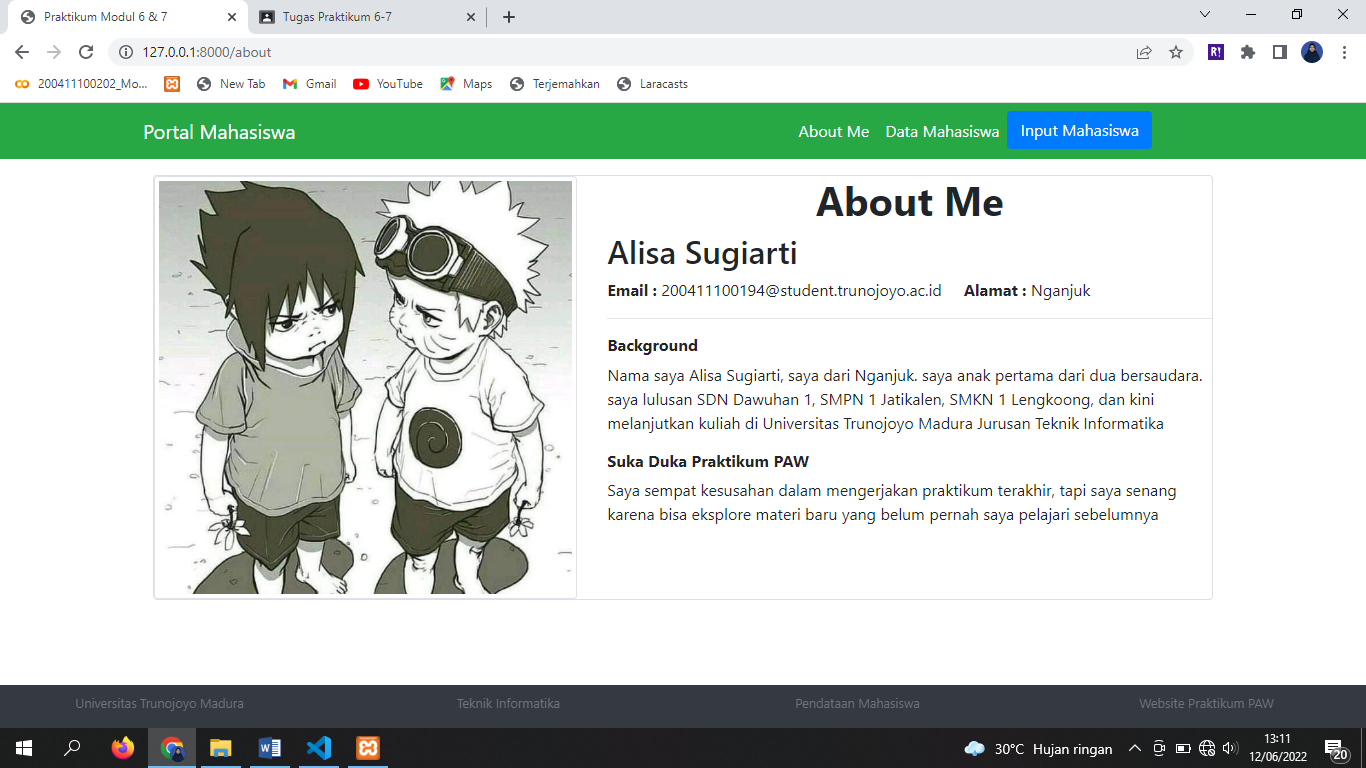 Praktikum Modul 6 & 7
Tugas Praktikum 6-7
127.0.0.1:8000/about
R!
200411100202_Mo...
New Tab
Gmail
YouTube
Maps
Terjemahkan
Laracasts
Portal Mahasiswa
About Me
Data Mahasiswa
Input Mahasiswa
About Me
Alisa Sugiarti
Email : 200411100194@student.trunojoyo.ac.id Alamat : Nganjuk
Background
Nama saya Alisa Sugiarti, saya dari Nganjuk. saya anak pertama dari dua bersaudara.
saya lulusan SDN Dawuhan 1, SMPN 1 Jatikalen, SMKN 1 Lengkoong, dan kini
melanjutkan kuliah di Universitas Trunojoyo Madura Jurusan Teknik Informatika
Suka Duka Praktikum PAW
Saya sempat kesusahan dalam mengerjakan praktikum terakhir, tapi saya senang
karena bisa eksplore materi baru yang belum pernah saya pelajari sebelumnya
Universitas Trunojoyo Madura
Teknik Informatika
Pendataan Mahasiswa
Website Praktikum PAW
30°C Hujan ringan
13:11
12/06/2022
20